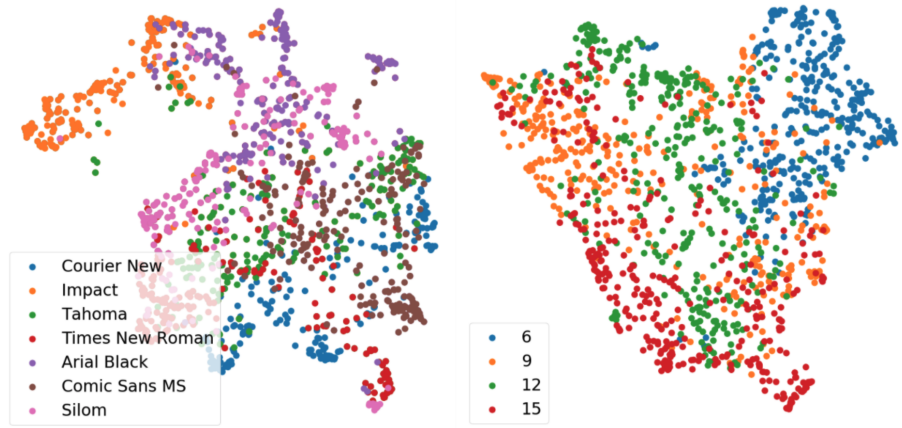 Courier New
Impact
Tahoma
Times New Roman
Arial Black
Comic Sans MS
Silom
6
9
12
15